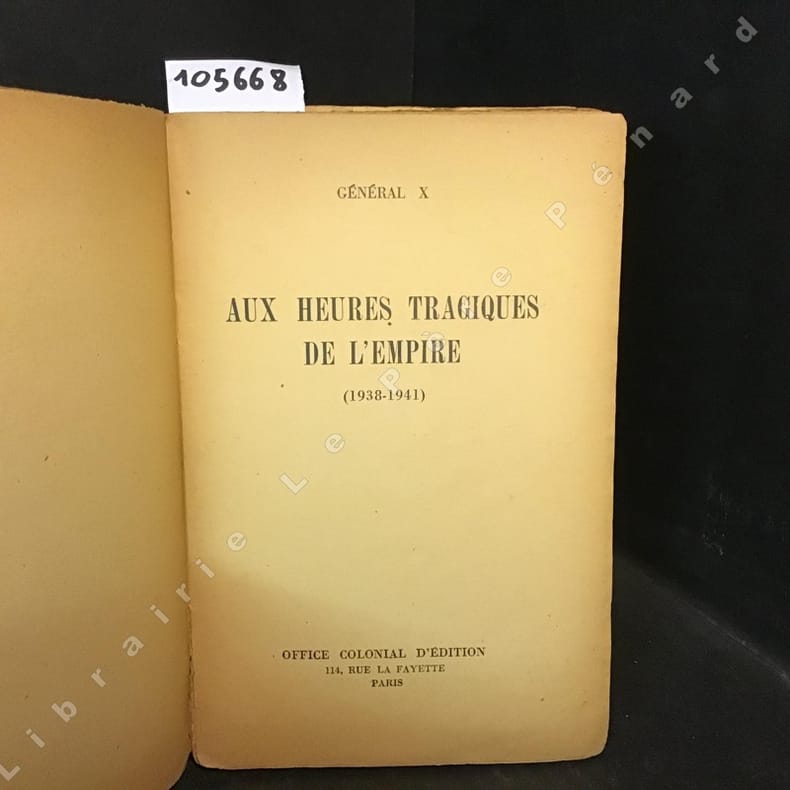 105668
GÉNÉRAL X
AUX HEURES TRAGIQUES
DE L'EMPIRE
(1938-1941)
OFFICE COLONIAL D'ÉDITION
114, RUE LA FAYETTE
PARIS
Librairie Le Père Pénard